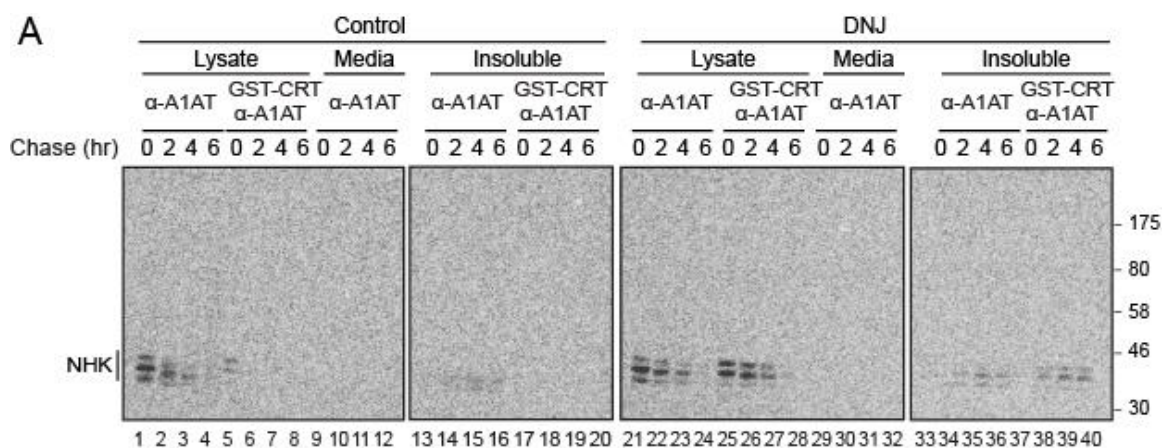 A
Control DNJ
Lysate Media Insoluble Lysate Media Insoluble
α-A1AT GST-CRT α-A1AT α-A1AT α-A1AT GST-CRT α-A1AT α-A1AT GST-CRT α-A1AT α-A1AT α-A1AT GST-CRT α-A1AT
Chase (hr) 0 2 4 6 0 2 4 6 0 2 4 6 0 2 4 6 0 2 4 6 0 2 4 6 0 2 4 6 0 2 4 6 0 2 4 6 0 2 4 6
175
80
58
46
NHK
30
1 2 3 4 5 6 7 8 9 10 11 12 13 14 15 16 17 18 19 20 21 22 23 24 25 26 27 28 29 30 31 32 33 34 35 36 37 38 39 40